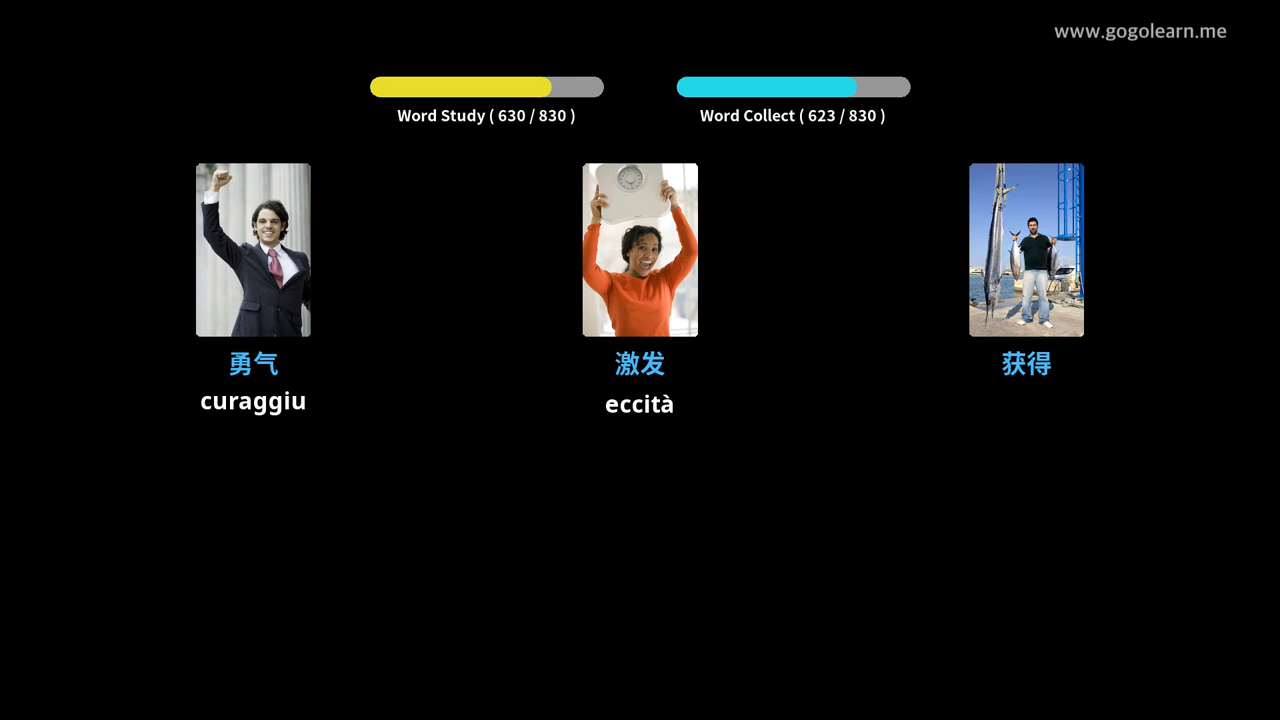 www.gogolearn.me
Word Study ( 630 / 830 )
Word Collect ( 623 / 830 )
勇气
激发
获得
curaggiu
eccità